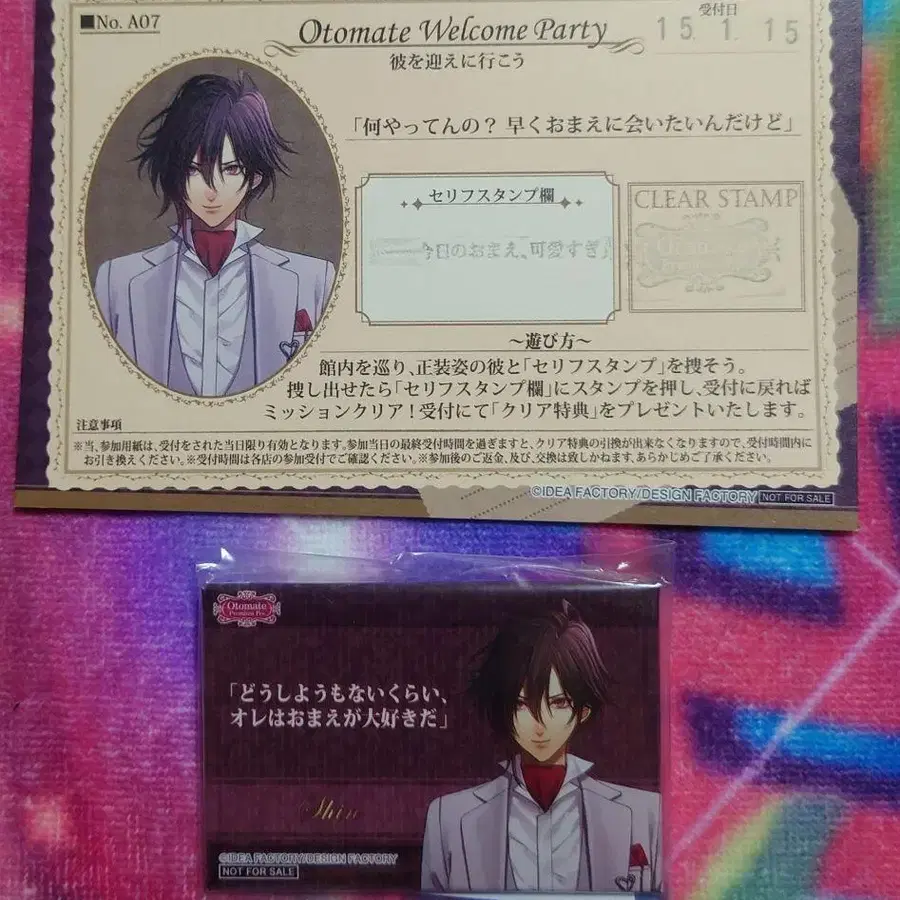 ■No. A07
Otomate Welcome Party
受付日
15. 1. 15
彼を迎えに行こう
「何やってんの? 早くおまえに会いたいんだけど」
セリフスタンプ欄
今日のおまえ、可愛すぎ
CLEAR STAMP
～遊び方～
館内を巡り、正装姿の彼と「セリフスタンプ」を捜そう。
捜し出せたら「セリフスタンプ欄」にスタンプを押し、受付に戻れば
ミッションクリア!受付にて「クリア特典」をプレゼントいたします。
注意事項
※当、参加用紙は、受付をされた当日限り有効となります。参加当日の最終受付時間を過ぎますと、クリア特典の引換が出来なくなりますので、受付時間内に
お引き換えください。※受付時間は各店の参加受付でご確認ください。※参加後のご返金、及び、交換は致しかねます、あらかじめご了承ください。
©IDEA FACTORY/DESIGN FACTORY NOT FOR SALE
Otomate
Premium Pty.
「どうしようもないくらい、
オレはおまえが大好きだ」
Shin
©IDEA FACTORY/DESIGN FACTORY
NOT FOR SALE